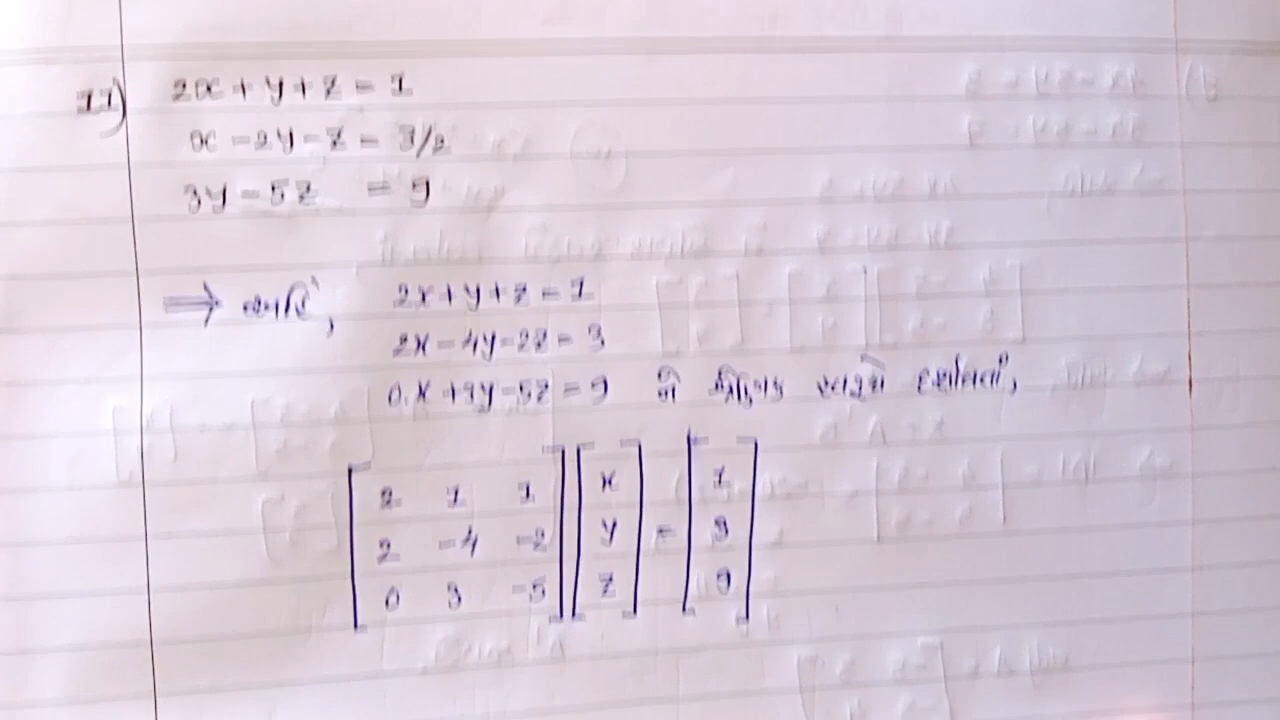 11) 2x + y + z = 1
x - 2y - z = 3/2
3y - 5z = 9
⇒ અહીં, 2x + y + z = 1
2x - 4y - 2z = 3
0.x + 3y - 5z = 9 ને શ્રેણિક સ્વરૂપે દર્શાવતાં,
[2 1 1] [x] = [1]
[2 -4 -2] [y] [3]
[0 3 -5] [z] [9]